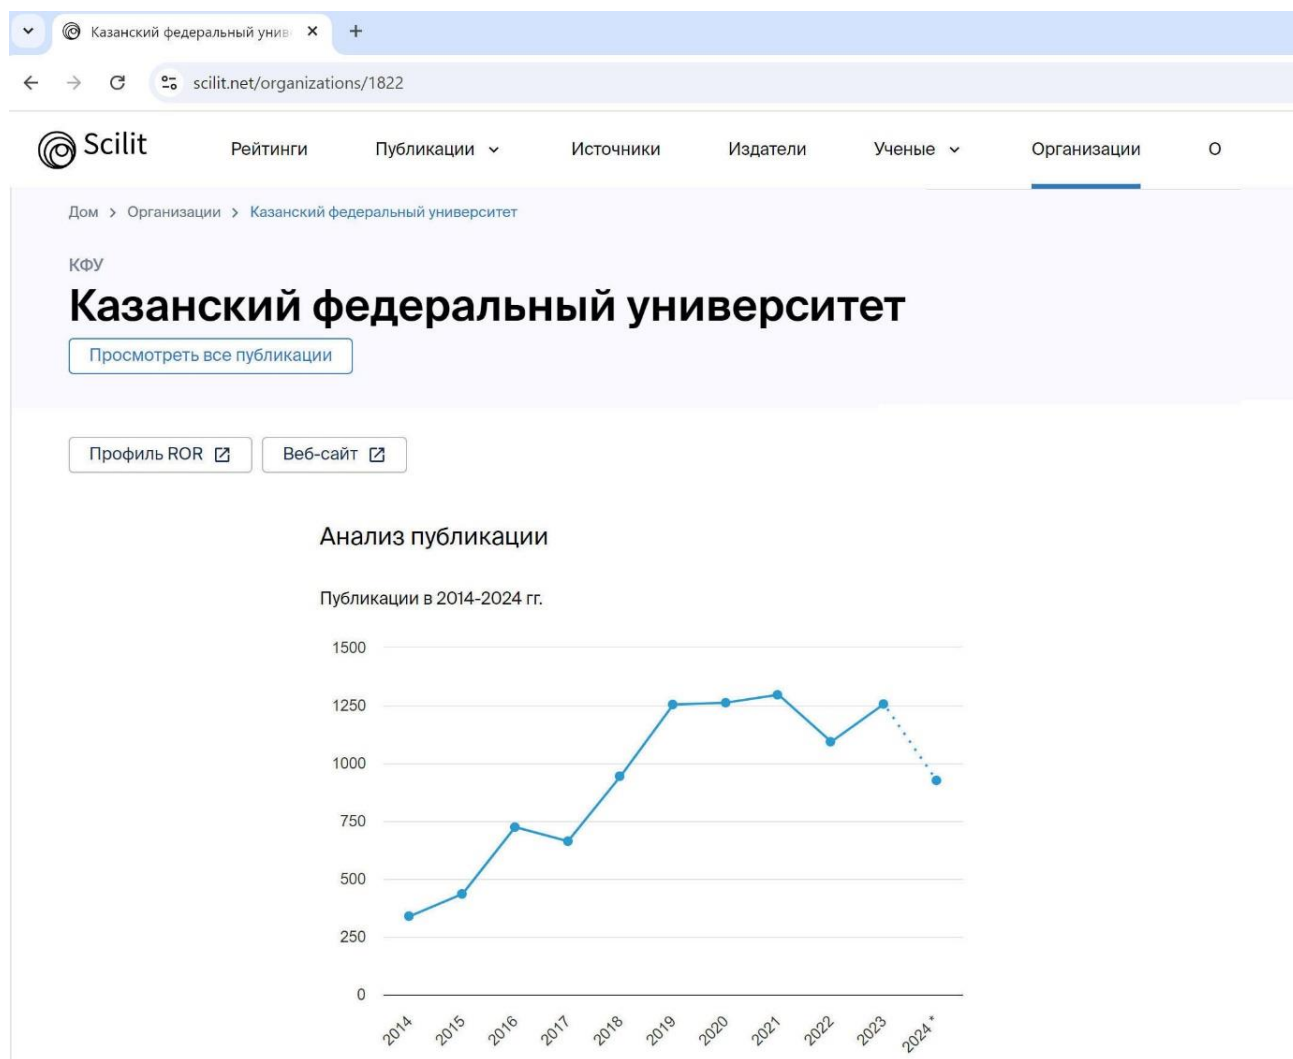 Казанский федеральный унив
scilit.net/organizations/1822
Scilit Рейтинги Публикации Источники Издатели Ученые Организации О
Дом > Организации > Казанский федеральный университет
КФУ
Казанский федеральный университет
Просмотреть все публикации
Профиль ROR Веб-сайт
Анализ публикации
Публикации в 2014-2024 гг.
1500
1250
1000
750
500
250
0
2014 2015 2016 2017 2018 2019 2020 2021 2022 2023 2024*